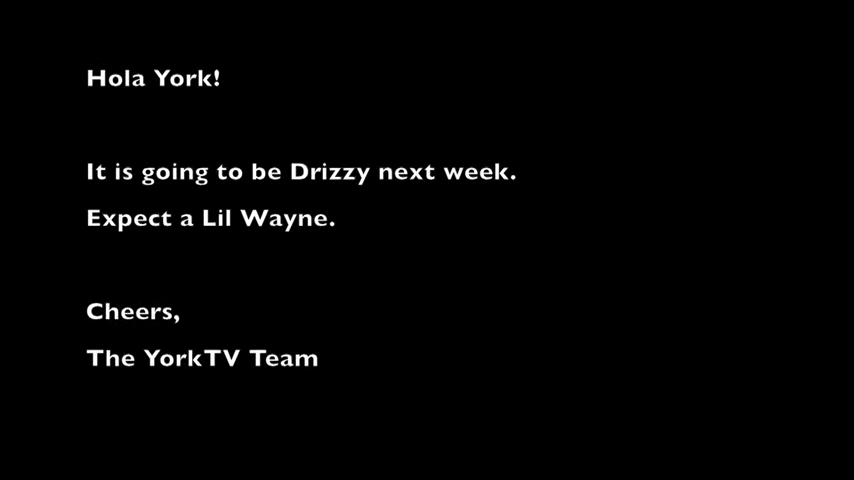 Hola York!
It is going to be Drizzy next week.
Expect a Lil Wayne.
Cheers,
The YorkTV Team